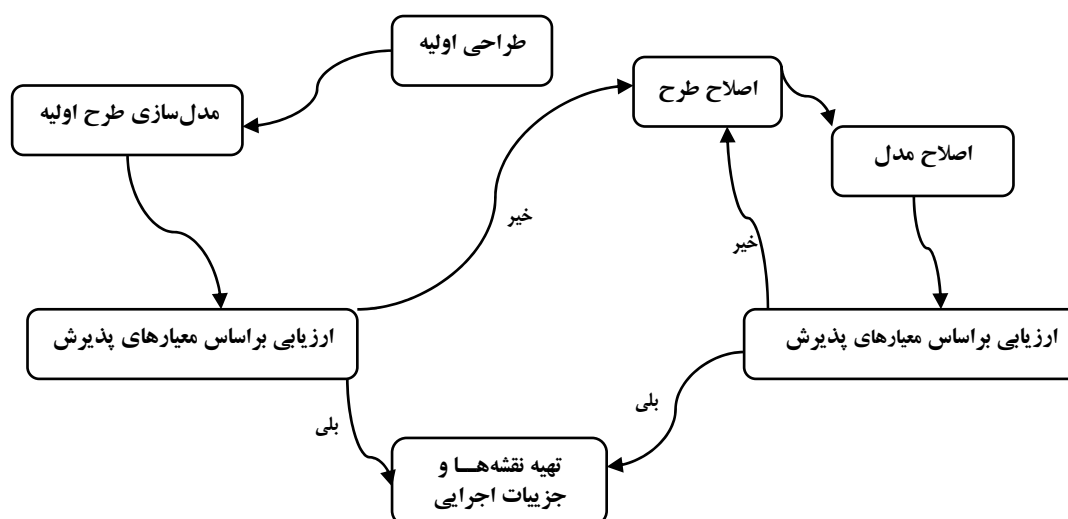 طراحی اولیه
مدل‌سازی طرح اولیه
ارزیابی براساس معیارهای پذیرش
خیر
بلی
اصلاح طرح
اصلاح مدل
ارزیابی براساس معیارهای پذیرش
خیر
بلی
تهیه نقشه‌هـــا و
جزییات اجرایی